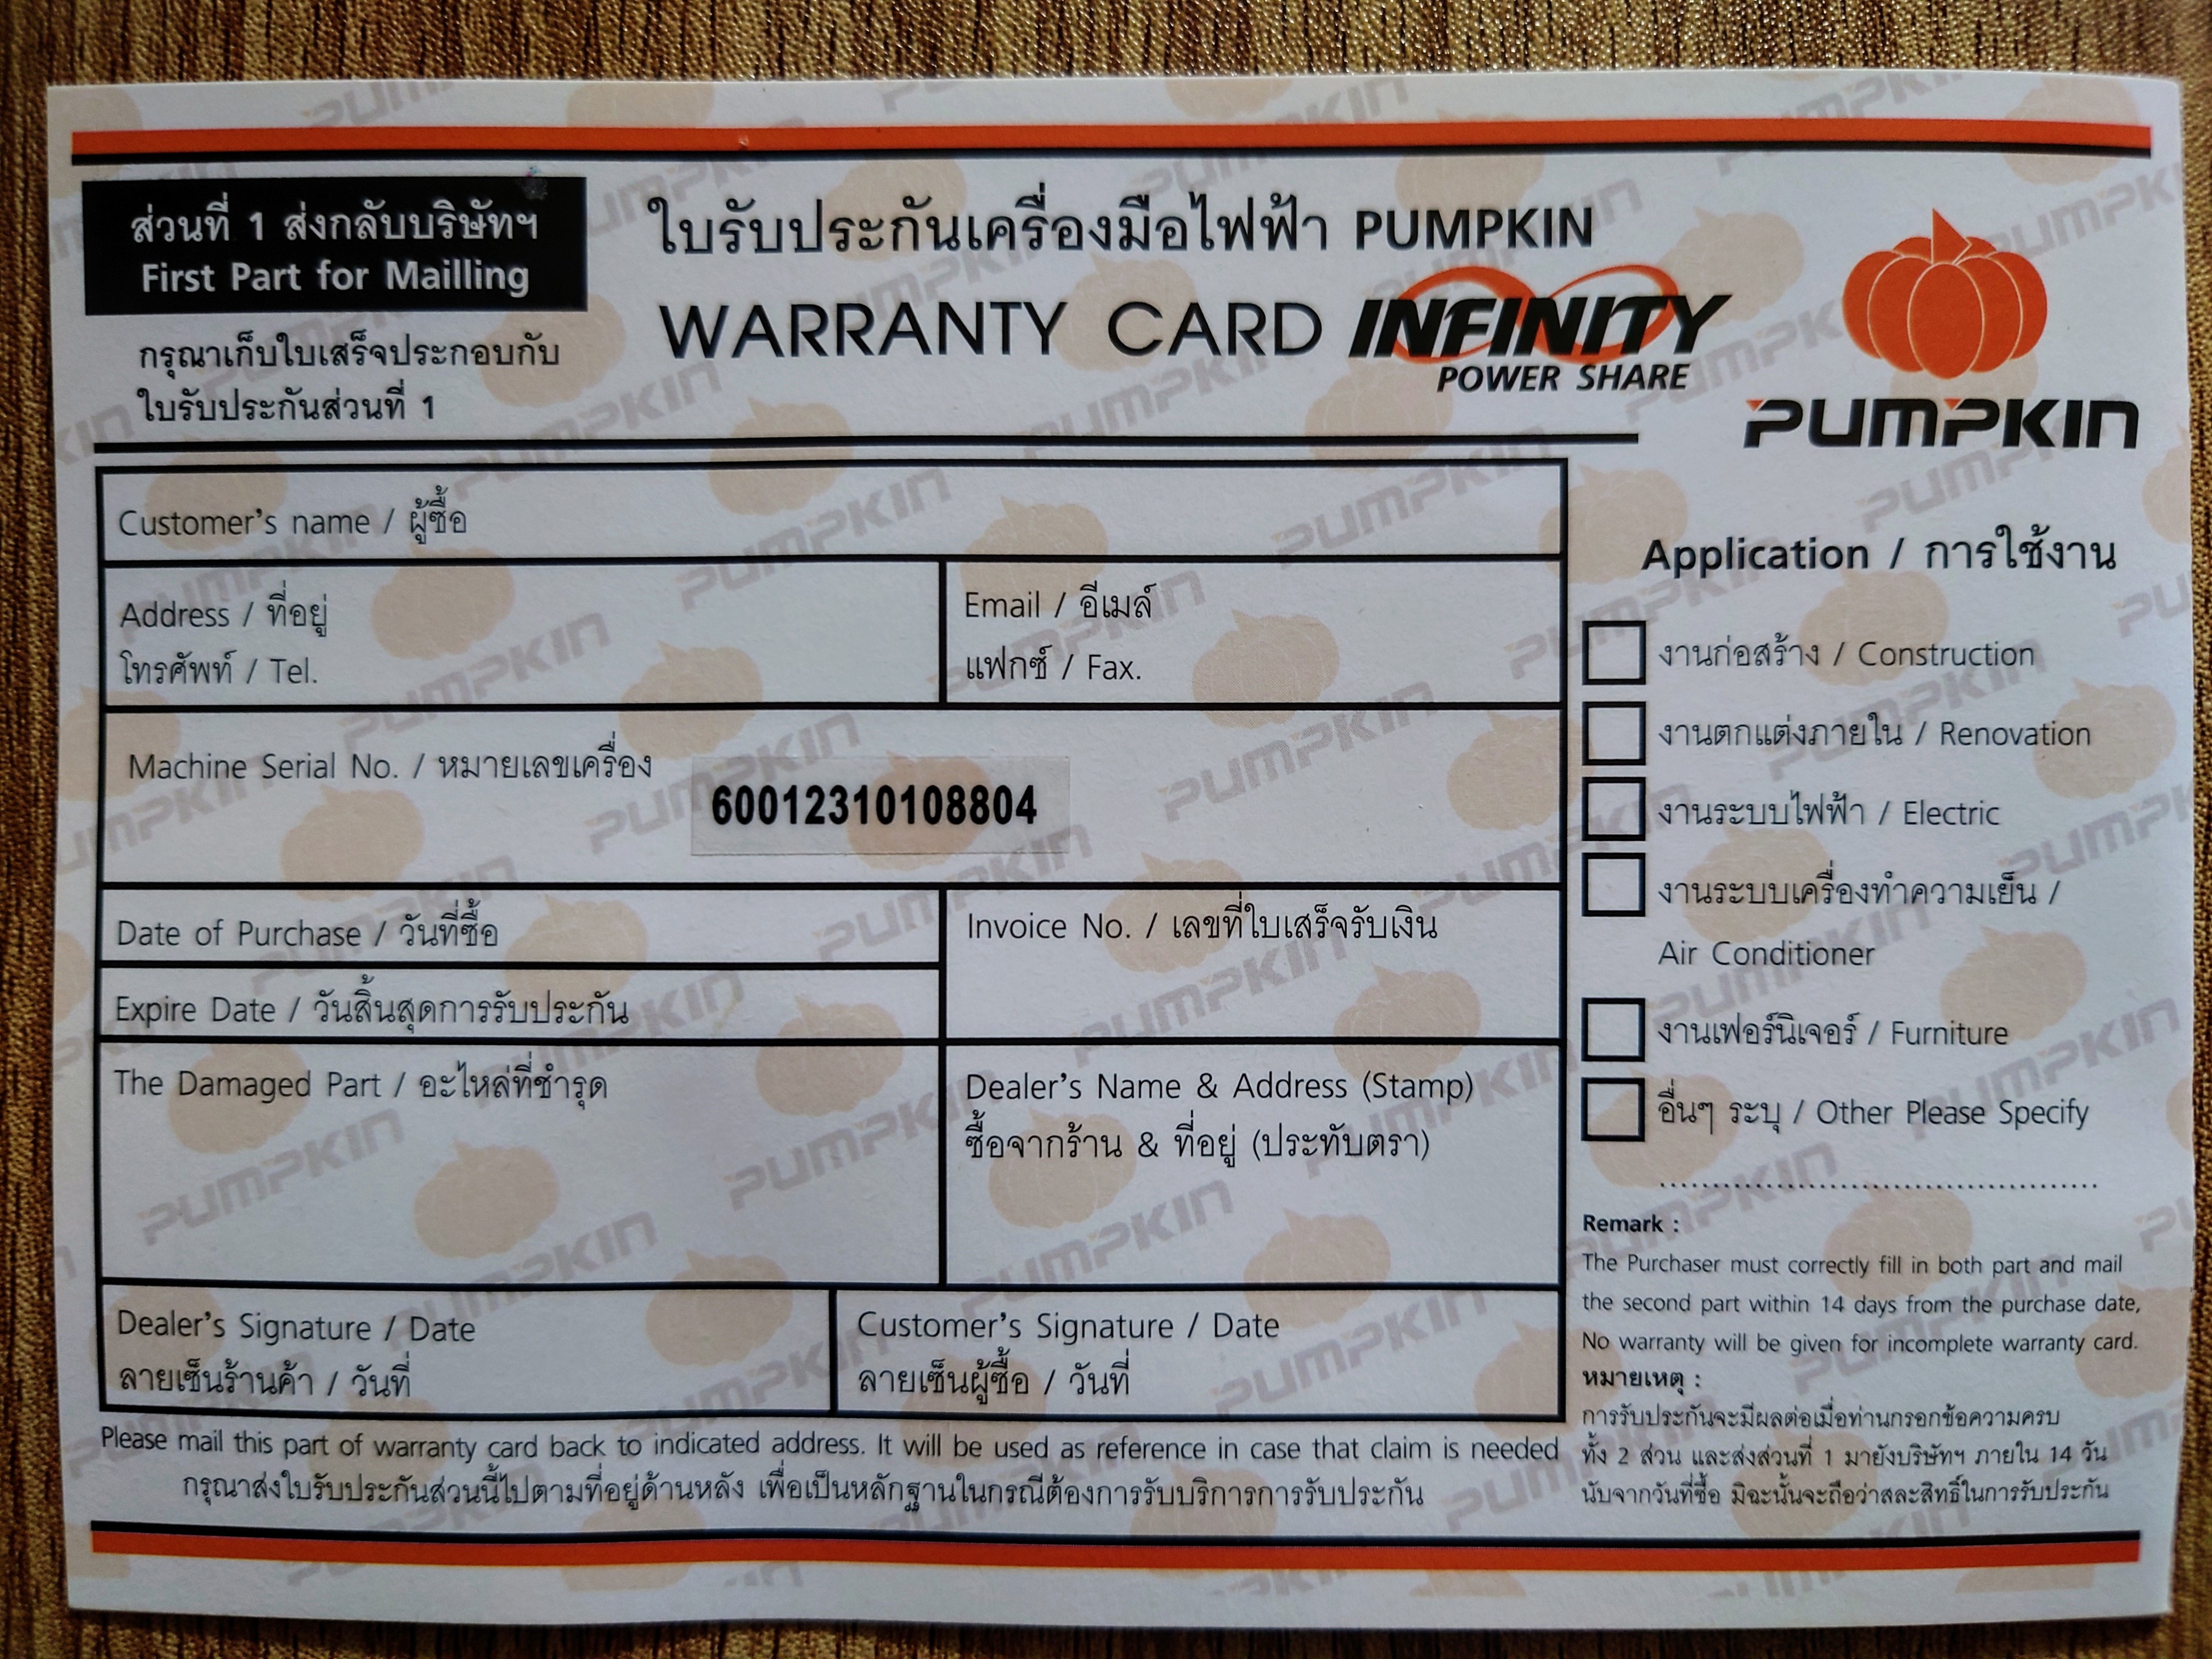 ส่วนที่ 1 ส่งกลับบริษัทฯ
First Part for Mailling
กรุณาเก็บใบเสร็จประกอบกับ
ใบรับประกันส่วนที่ 1
ใบรับประกันเครื่องมือไฟฟ้า PUMPKIN
WARRANTY CARD INFINITY
POWER SHARE
PUMPKIN
Customer's name / ผู้ซื้อ
Address / ที่อยู่
โทรศัพท์ / Tel.
Email / อีเมล์
แฟกซ์ / Fax.
Machine Serial No. / หมายเลขเครื่อง
60012310108804
Date of Purchase / วันที่ซื้อ
Invoice No. / เลขที่ใบเสร็จรับเงิน
Expire Date / วันสิ้นสุดการรับประกัน
The Damaged Part / อะไหล่ที่ชำรุด
Dealer's Name & Address (Stamp)
ซื้อจากร้าน & ที่อยู่ (ประทับตรา)
Dealer's Signature / Date
ลายเซ็นร้านค้า / วันที่
Customer's Signature / Date
ลายเซ็นผู้ซื้อ / วันที่
Please mail this part of warranty card back to indicated address. It will be used as reference in case that claim is needed
กรุณาส่งใบรับประกันส่วนนี้ไปตามที่อยู่ด้านหลัง เพื่อเป็นหลักฐานในกรณีต้องการรับบริการการรับประกัน
Application / การใช้งาน
งานก่อสร้าง / Construction
งานตกแต่งภายใน / Renovation
งานระบบไฟฟ้า / Electric
งานระบบเครื่องทำความเย็น /
Air Conditioner
งานเฟอร์นิเจอร์ / Furniture
อื่นๆ ระบุ / Other Please Specify
Remark :
The Purchaser must correctly fill in both part and mail
the second part within 14 days from the purchase date,
No warranty will be given for incomplete warranty card.
หมายเหตุ :
การรับประกันจะมีผลต่อเมื่อท่านกรอกข้อความครบ
ทั้ง 2 ส่วน และส่งส่วนที่ 1 มายังบริษัทฯ ภายใน 14 วัน
นับจากวันที่ซื้อ มิฉะนั้นจะถือว่าสละสิทธิ์ในการรับประกัน